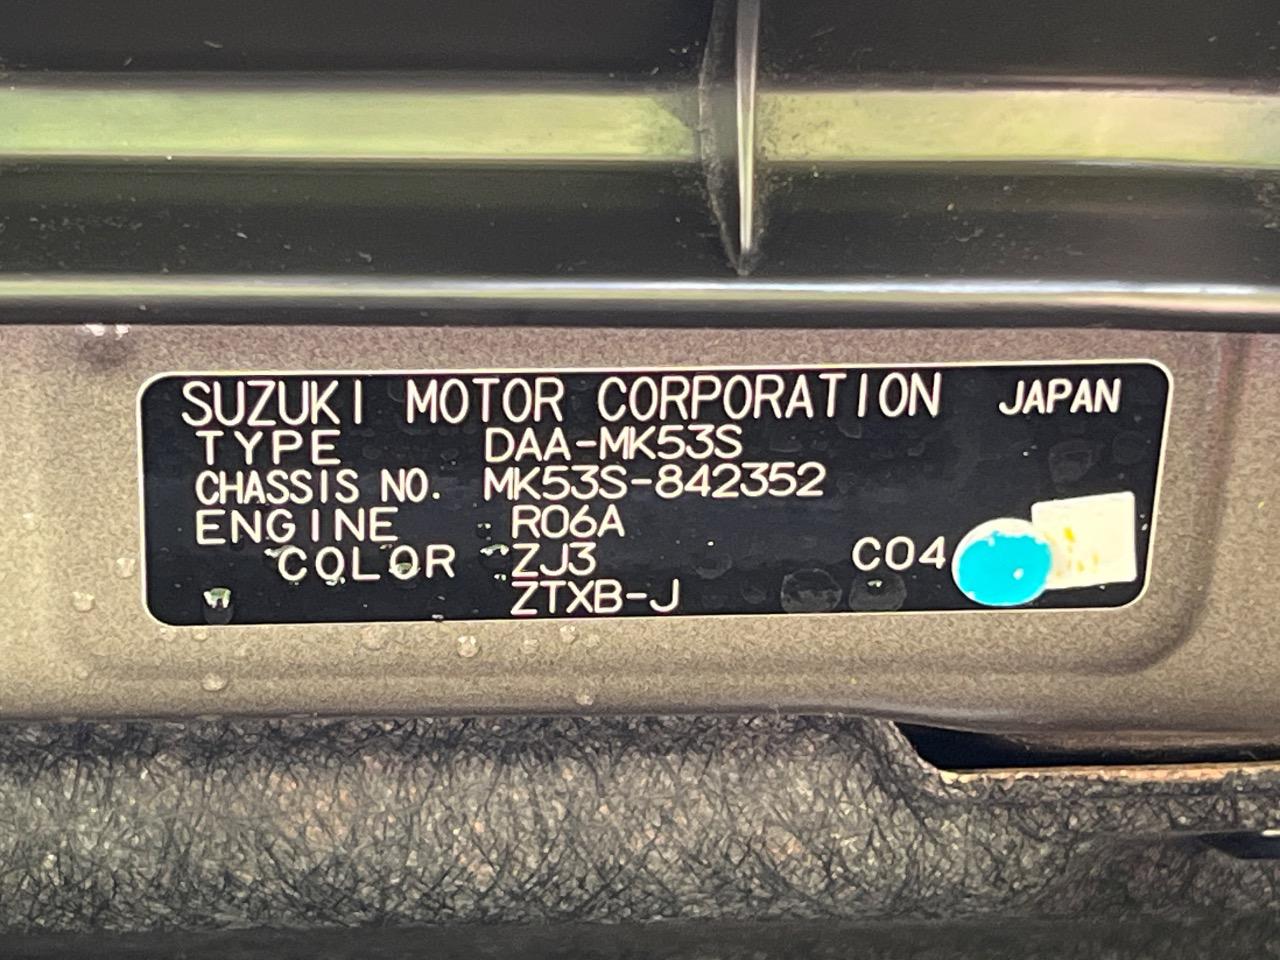 SUZUKI MOTOR CORPORATION JAPAN
TYPE DAA-MK53S
CHASSIS NO. MK53S-842352
ENGINE R06A
COLOR ZJ3 C04
ZTXB-J